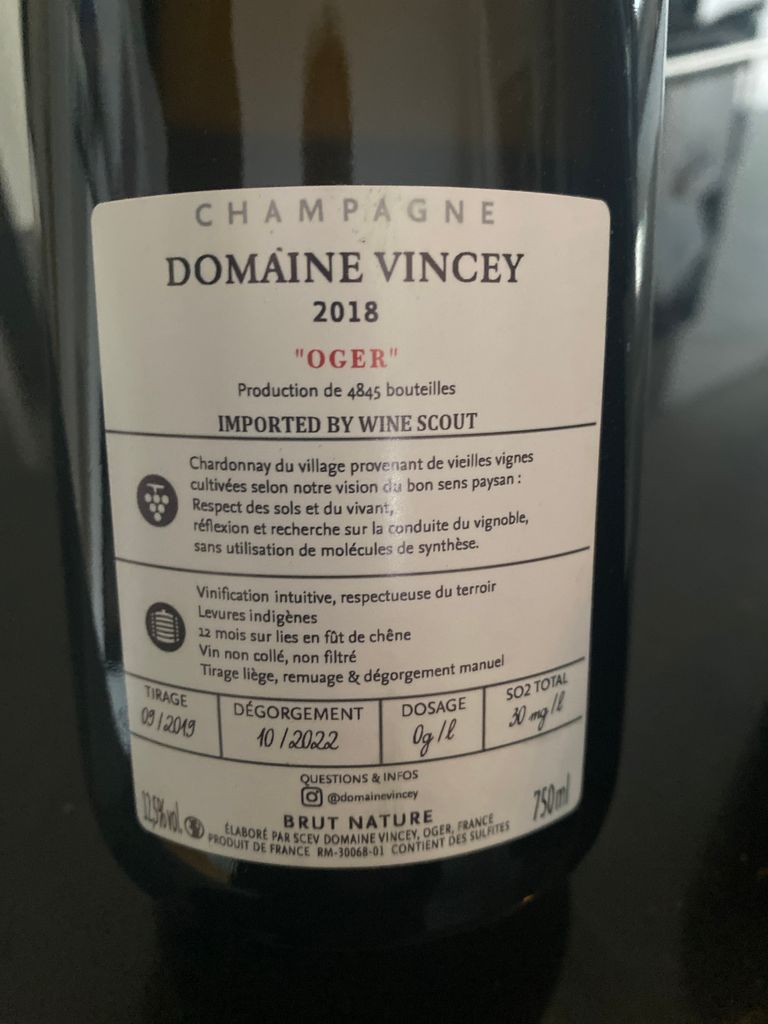 CHAMPAGNE
DOMAINE VINCEY
2018
"OGER"
Production de 4845 bouteilles
IMPORTED BY WINE SCOUT
Chardonnay du village provenant de vieilles vignes
cultivées selon notre vision du bon sens paysan :
Respect des sols et du vivant,
réflexion et recherche sur la conduite du vignoble,
sans utilisation de molécules de synthèse.
Vinification intuitive, respectueuse du terroir
Levures indigènes
12 mois sur lies en fût de chêne
Vin non collé, non filtré
Tirage liège, remuage & dégorgement manuel
TIRAGE
09/2019
DÉGORGEMENT
10/2022
DOSAGE
0g/l
SO2 TOTAL
30 mg/l
QUESTIONS & INFOS
@domainevincey
BRUT NATURE
12,5% vol.
750ml
ÉLABORÉ PAR SCEV DOMAINE VINCEY, OGER, FRANCE
PRODUIT DE FRANCE RM-30068-01 CONTIENT DES SULFITES